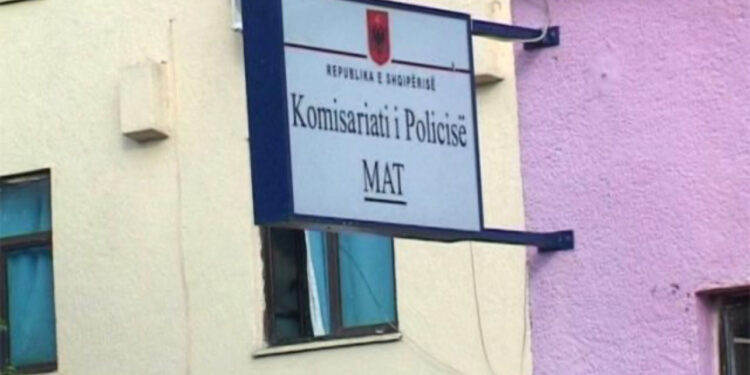 REPUBLIKA E SHQIPËRISË
Komisariati i Policisë
MAT